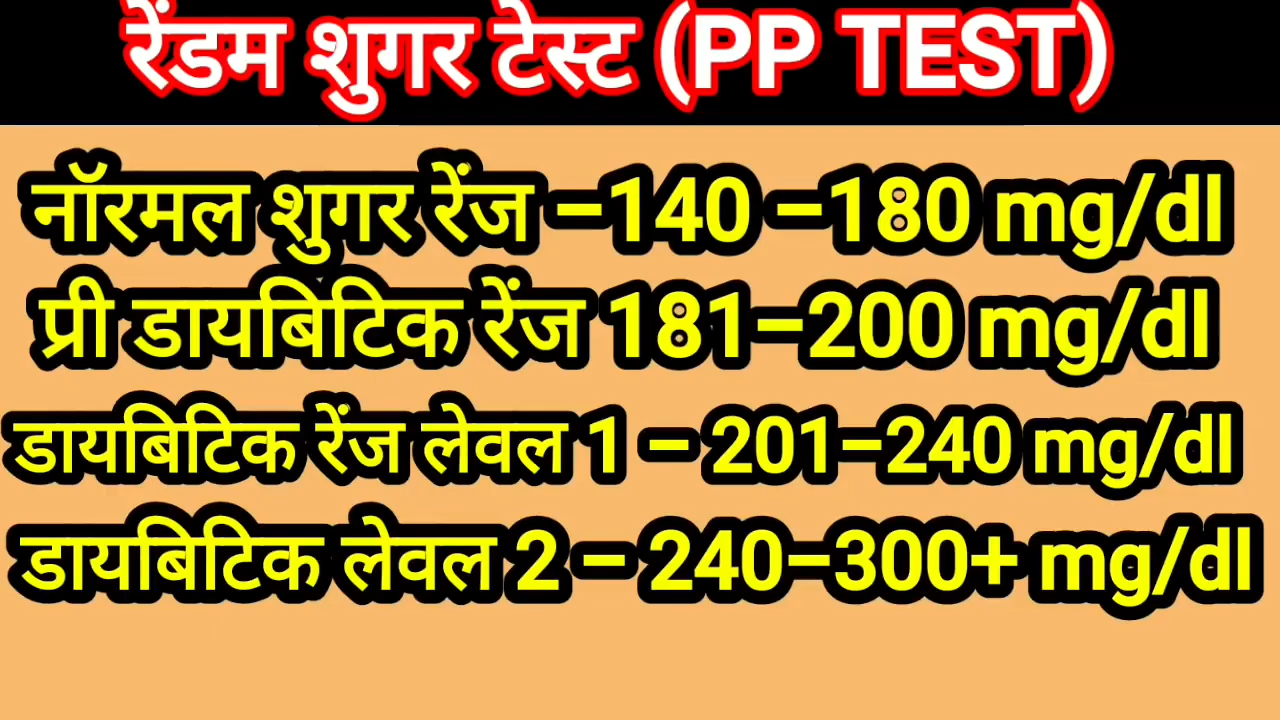 रेंडम शुगर टेस्ट (PP TEST)
नॉरमल शुगर रेंज –140 –180 mg/dl
प्री डायबिटिक रेंज 181–200 mg/dl
डायबिटिक रेंज लेवल 1 – 201–240 mg/dl
डायबिटिक लेवल 2 – 240–300+ mg/dl